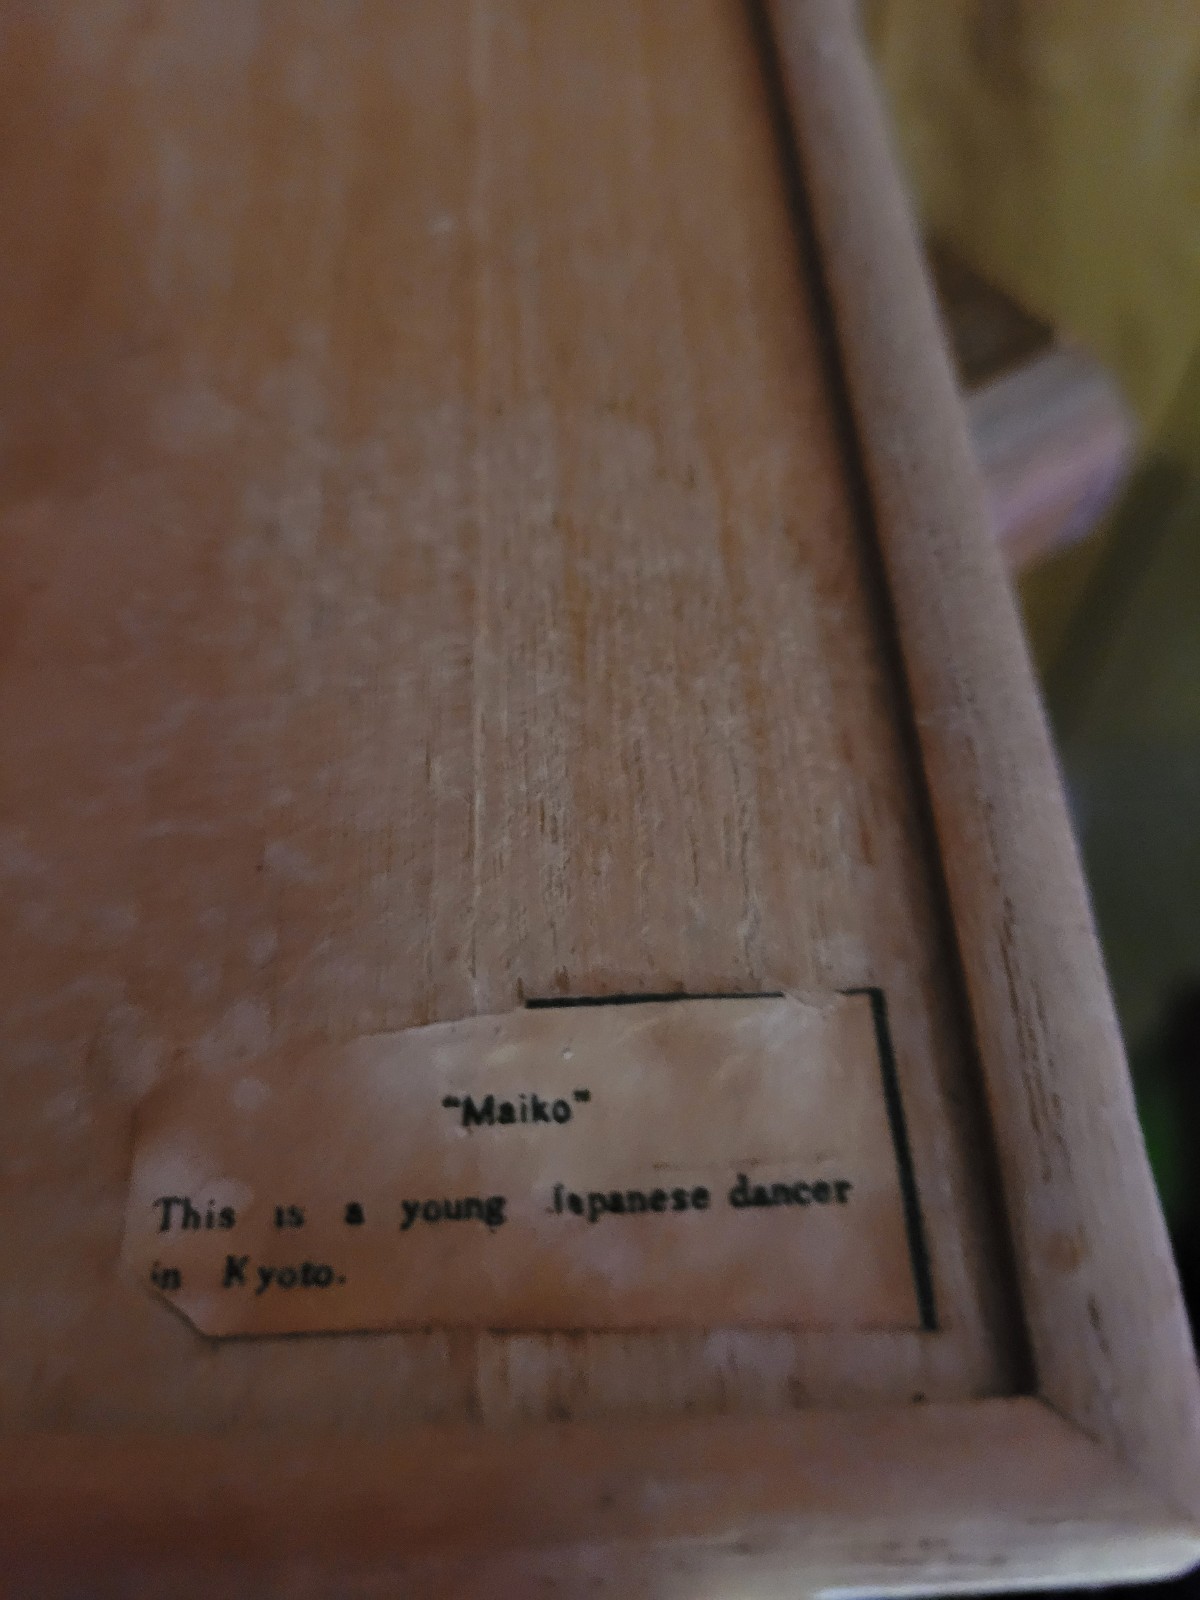 "Maiko"
This is a young Japanese dancer
in Kyoto.